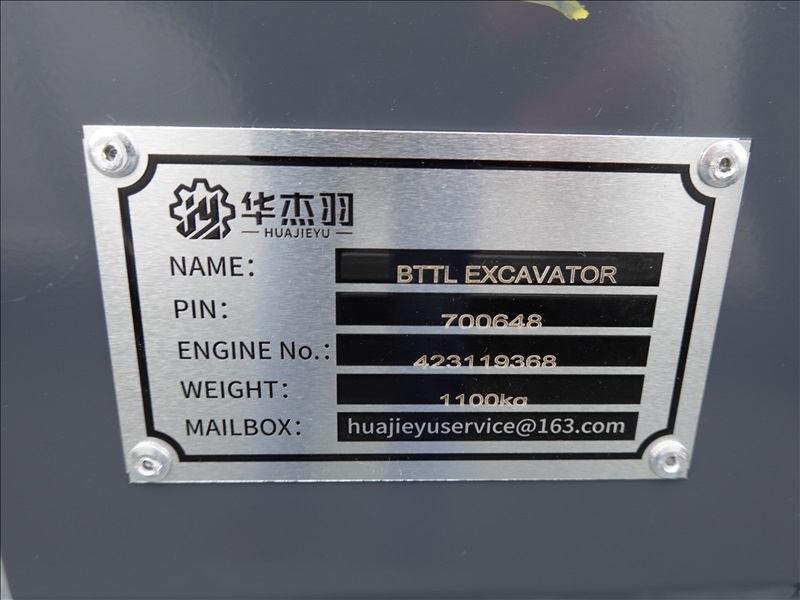 华杰羽
HUAJIEYU
NAME: BTTL EXCAVATOR
PIN: 700648
ENGINE No.: 423119368
WEIGHT: 1100kg
MAILBOX: huajieyuservice@163.com